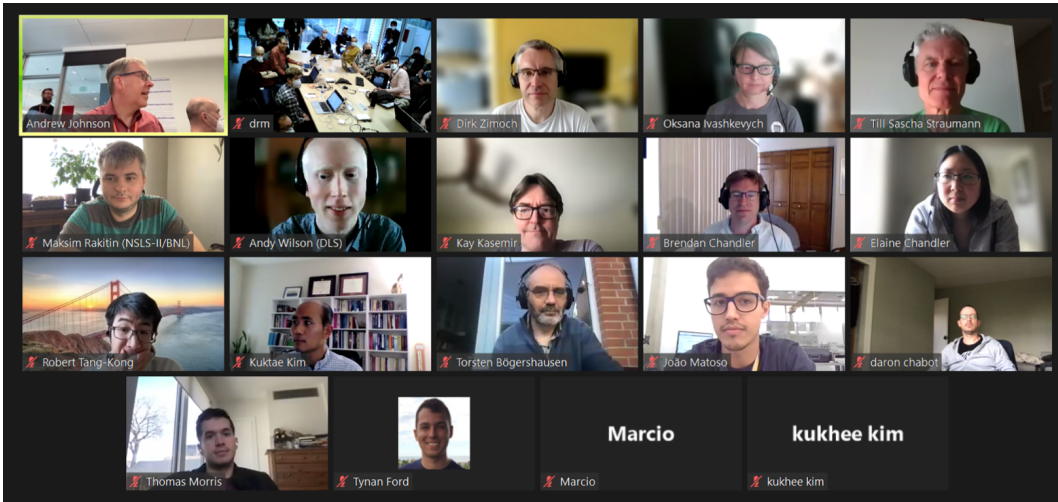 Andrew Johnson
drm
Dirk Zimoch
Oksana Ivashkevych
Till Sascha Straumann
Maksim Rakitin (NSLS-II/BNL)
Andy Wilson (DLS)
Kay Kasemir
Brendan Chandler
Elaine Chandler
Robert Tang-Kong
Kuktae Kim
Torsten Bögershausen
João Matoso
daron chabot
Thomas Morris
Tynan Ford
Marcio
Marcio
kukhee kim
kukhee kim